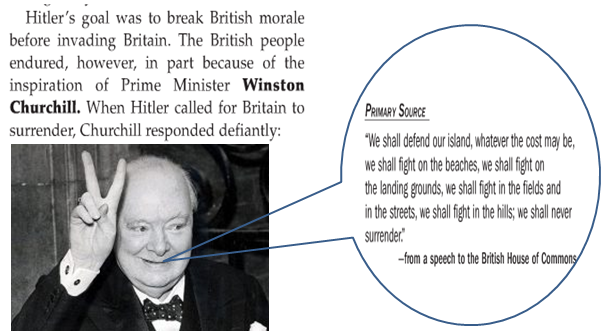 Hitler's goal was to break British morale
before invading Britain. The British people
endured, however, in part because of the
inspiration of Prime Minister Winston
Churchill. When Hitler called for Britain to
surrender, Churchill responded defiantly:
PRIMARY SOURCE
"We shall defend our island, whatever the cost may be,
we shall fight on the beaches, we shall fight on
the landing grounds, we shall fight in the fields and
in the streets, we shall fight in the hills; we shall never
surrender."
—from a speech to the British House of Commons